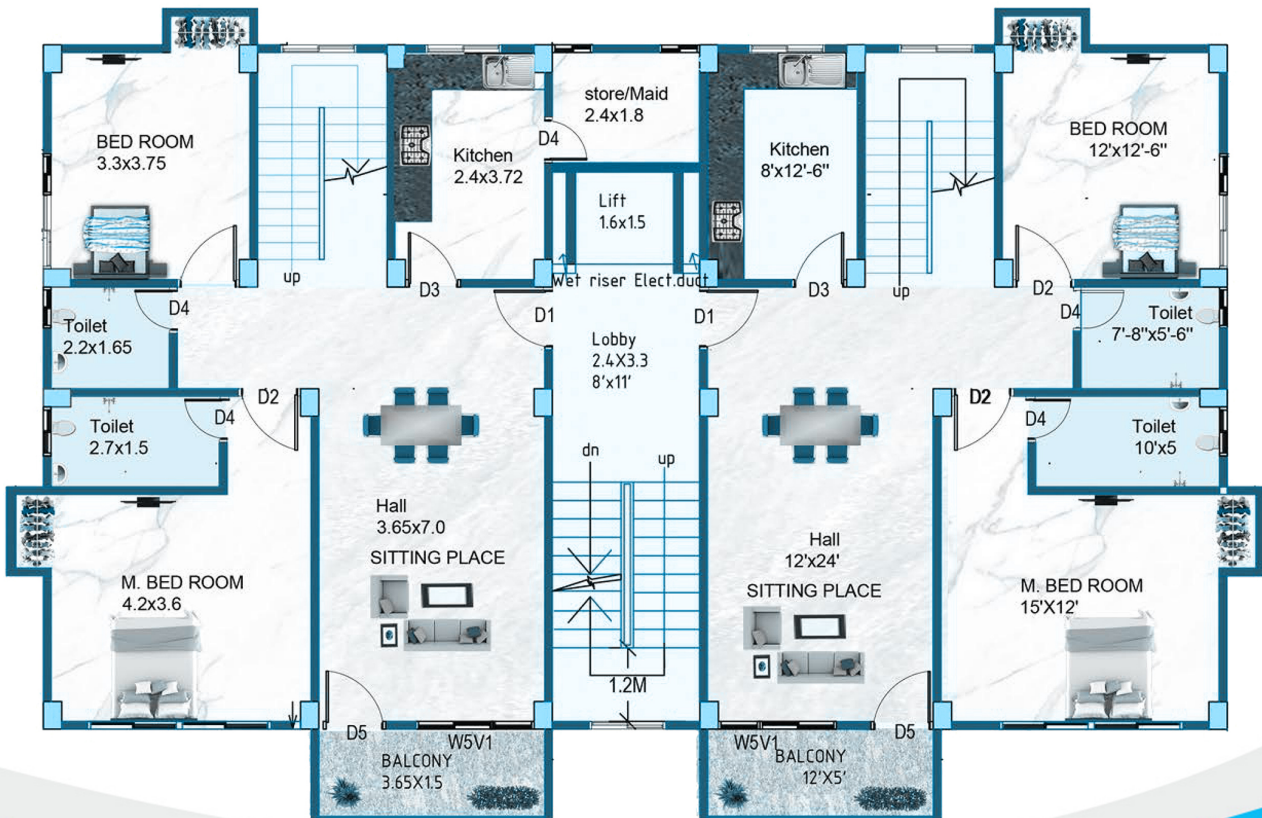 store/Maid
2.4x1.8
BED ROOM
3.3x3.75
D4
Kitchen
2.4x3.72
Kitchen
8'x12'-6"
BED ROOM
12'x12'-6"
Lift
1.6x1.5
up
D3
Wet riser Elect.duct
D3
up
D2
D4
D4
Toilet
2.2x1.65
D1
Lobby
2.4X3.3
8'x11'
D1
Toilet
7'-8"x5'-6"
D2
D2
D4
Toilet
2.7x1.5
D4
Toilet
10'x5
dn
up
Hall
3.65x7.0
SITTING PLACE
Hall
12'x24'
SITTING PLACE
M. BED ROOM
4.2x3.6
M. BED ROOM
15'X12'
1.2M
D5
W5V1
W5V1
D5
BALCONY
3.65X1.5
BALCONY
12'X5'